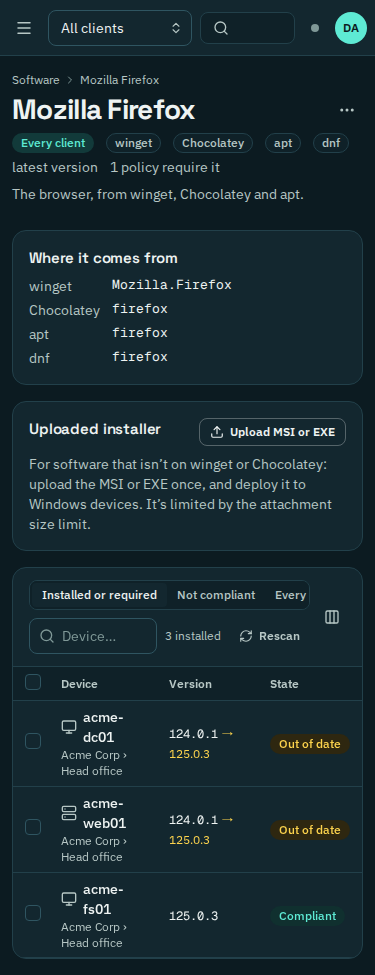 All clients
DA
Software > Mozilla Firefox
Mozilla Firefox
Every client winget Chocolatey apt dnf
latest version 1 policy require it
The browser, from winget, Chocolatey and apt.
Where it comes from
winget Mozilla.Firefox
Chocolatey firefox
apt firefox
dnf firefox
Uploaded installer
Upload MSI or EXE
For software that isn’t on winget or Chocolatey:
upload the MSI or EXE once, and deploy it to
Windows devices. It’s limited by the attachment
size limit.
Installed or required Not compliant Every
Device... 3 installed Rescan
Device Version State
acme-
dc01
Acme Corp ›
Head office
124.0.1 →
125.0.3
Out of date
acme-
web01
Acme Corp ›
Head office
124.0.1 →
125.0.3
Out of date
acme-
fs01
Acme Corp ›
Head office
125.0.3
Compliant